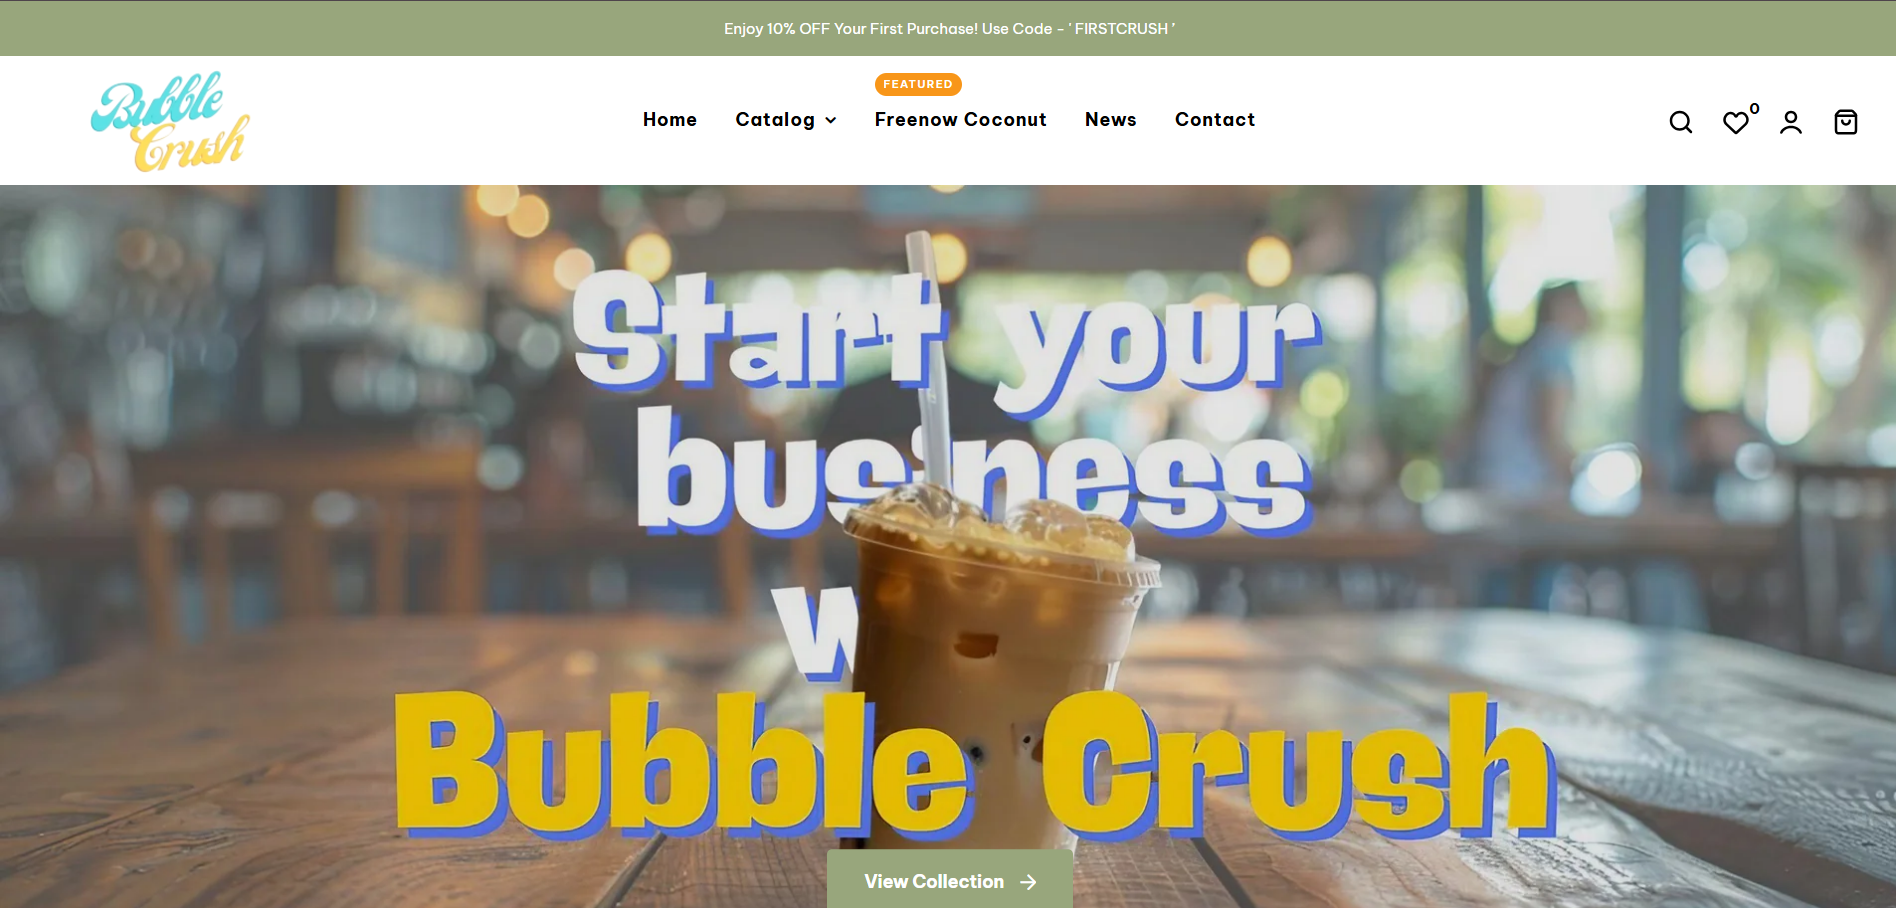 Enjoy 10% OFF Your First Purchase! Use Code - ' FIRSTCRUSH '
Bubble
Crush
FEATURED
Home Catalog Freenow Coconut News Contact
0
Start your
business
Bubble Crush
View Collection